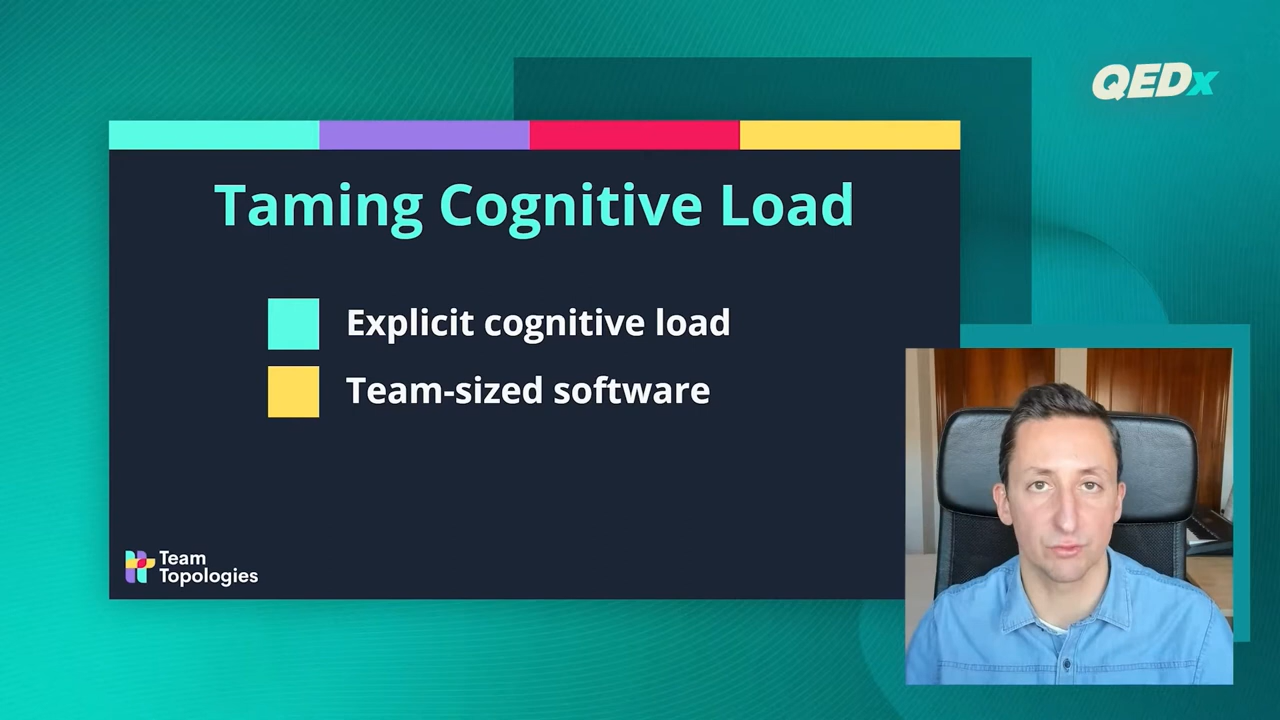 QEDx
Taming Cognitive Load
Explicit cognitive load
Team-sized software
Team
Topologies